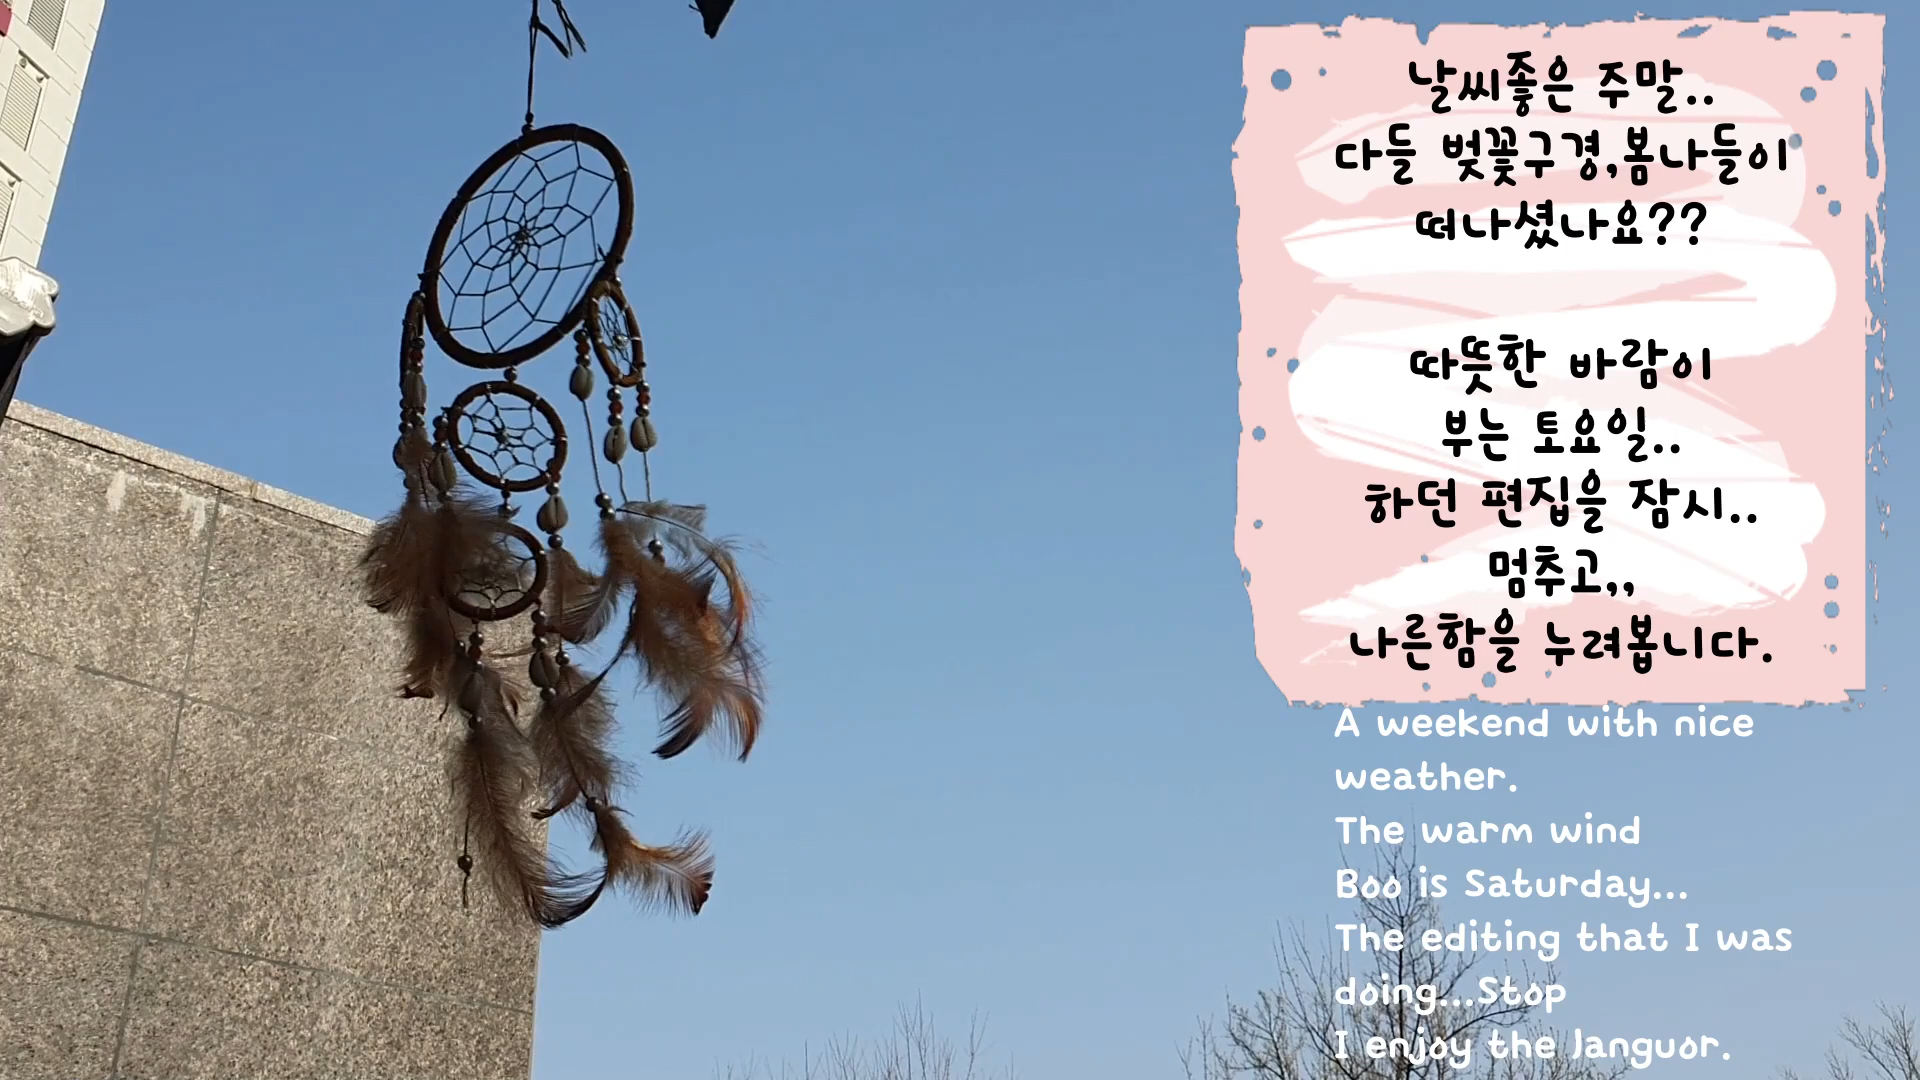 날씨좋은 주말..
다들 벚꽃구경,봄나들이
떠나셨나요??
따뜻한 바람이
부는 토요일..
하던 편집을 잠시..
멈추고,,
나른함을 누려봅니다.
A weekend with nice
weather.
The warm wind
Boo is Saturday...
The editing that I was
doing...Stop
I enjoy the languor.